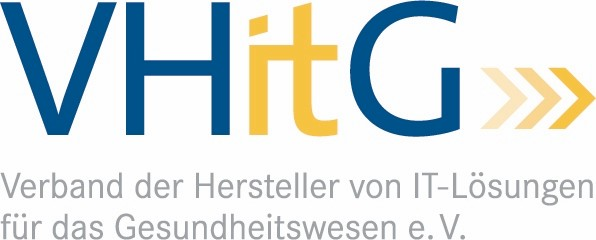 VHitG
Verband der Hersteller von IT-Lösungen
für das Gesundheitswesen e.V.